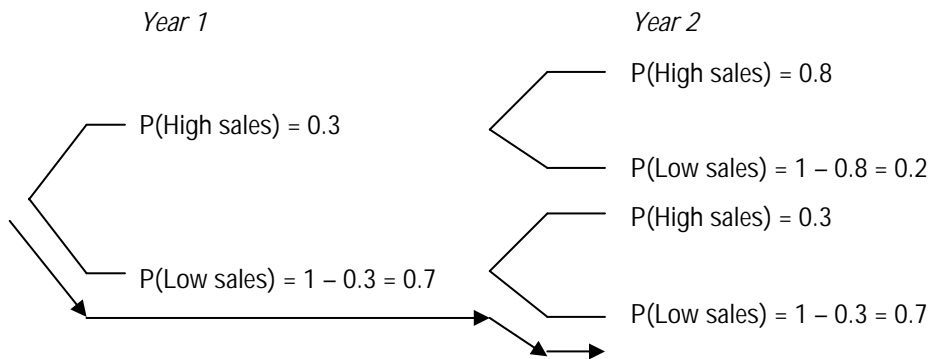 Year 1
Year 2
P(High sales) = 0.8
P(High sales) = 0.3
P(Low sales) = 1 – 0.8 = 0.2
P(High sales) = 0.3
P(Low sales) = 1 – 0.3 = 0.7
P(Low sales) = 1 – 0.3 = 0.7